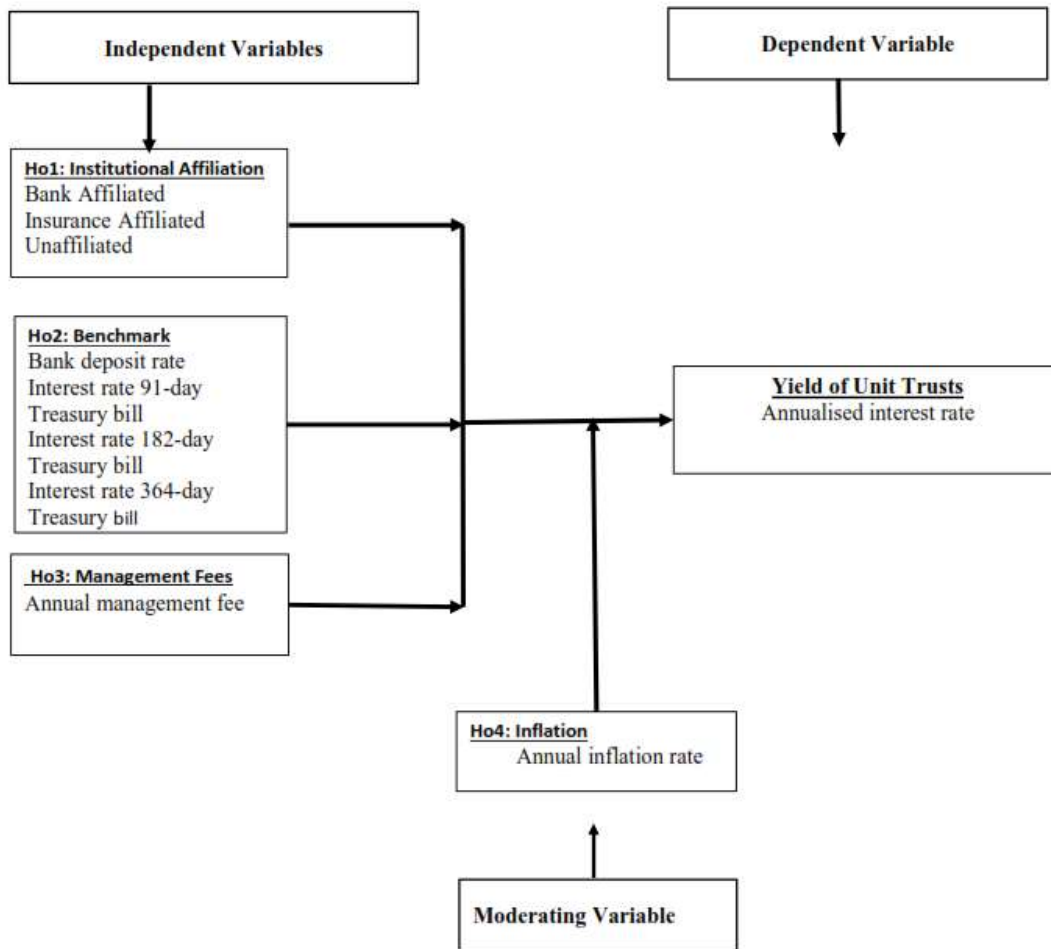 Independent Variables
Dependent Variable
Ho1: Institutional Affiliation
Bank Affiliated
Insurance Affiliated
Unaffiliated
Ho2: Benchmark
Bank deposit rate
Interest rate 91-day
Treasury bill
Interest rate 182-day
Treasury bill
Interest rate 364-day
Treasury bill
Yield of Unit Trusts
Annualised interest rate
Ho3: Management Fees
Annual management fee
Ho4: Inflation
Annual inflation rate
Moderating Variable